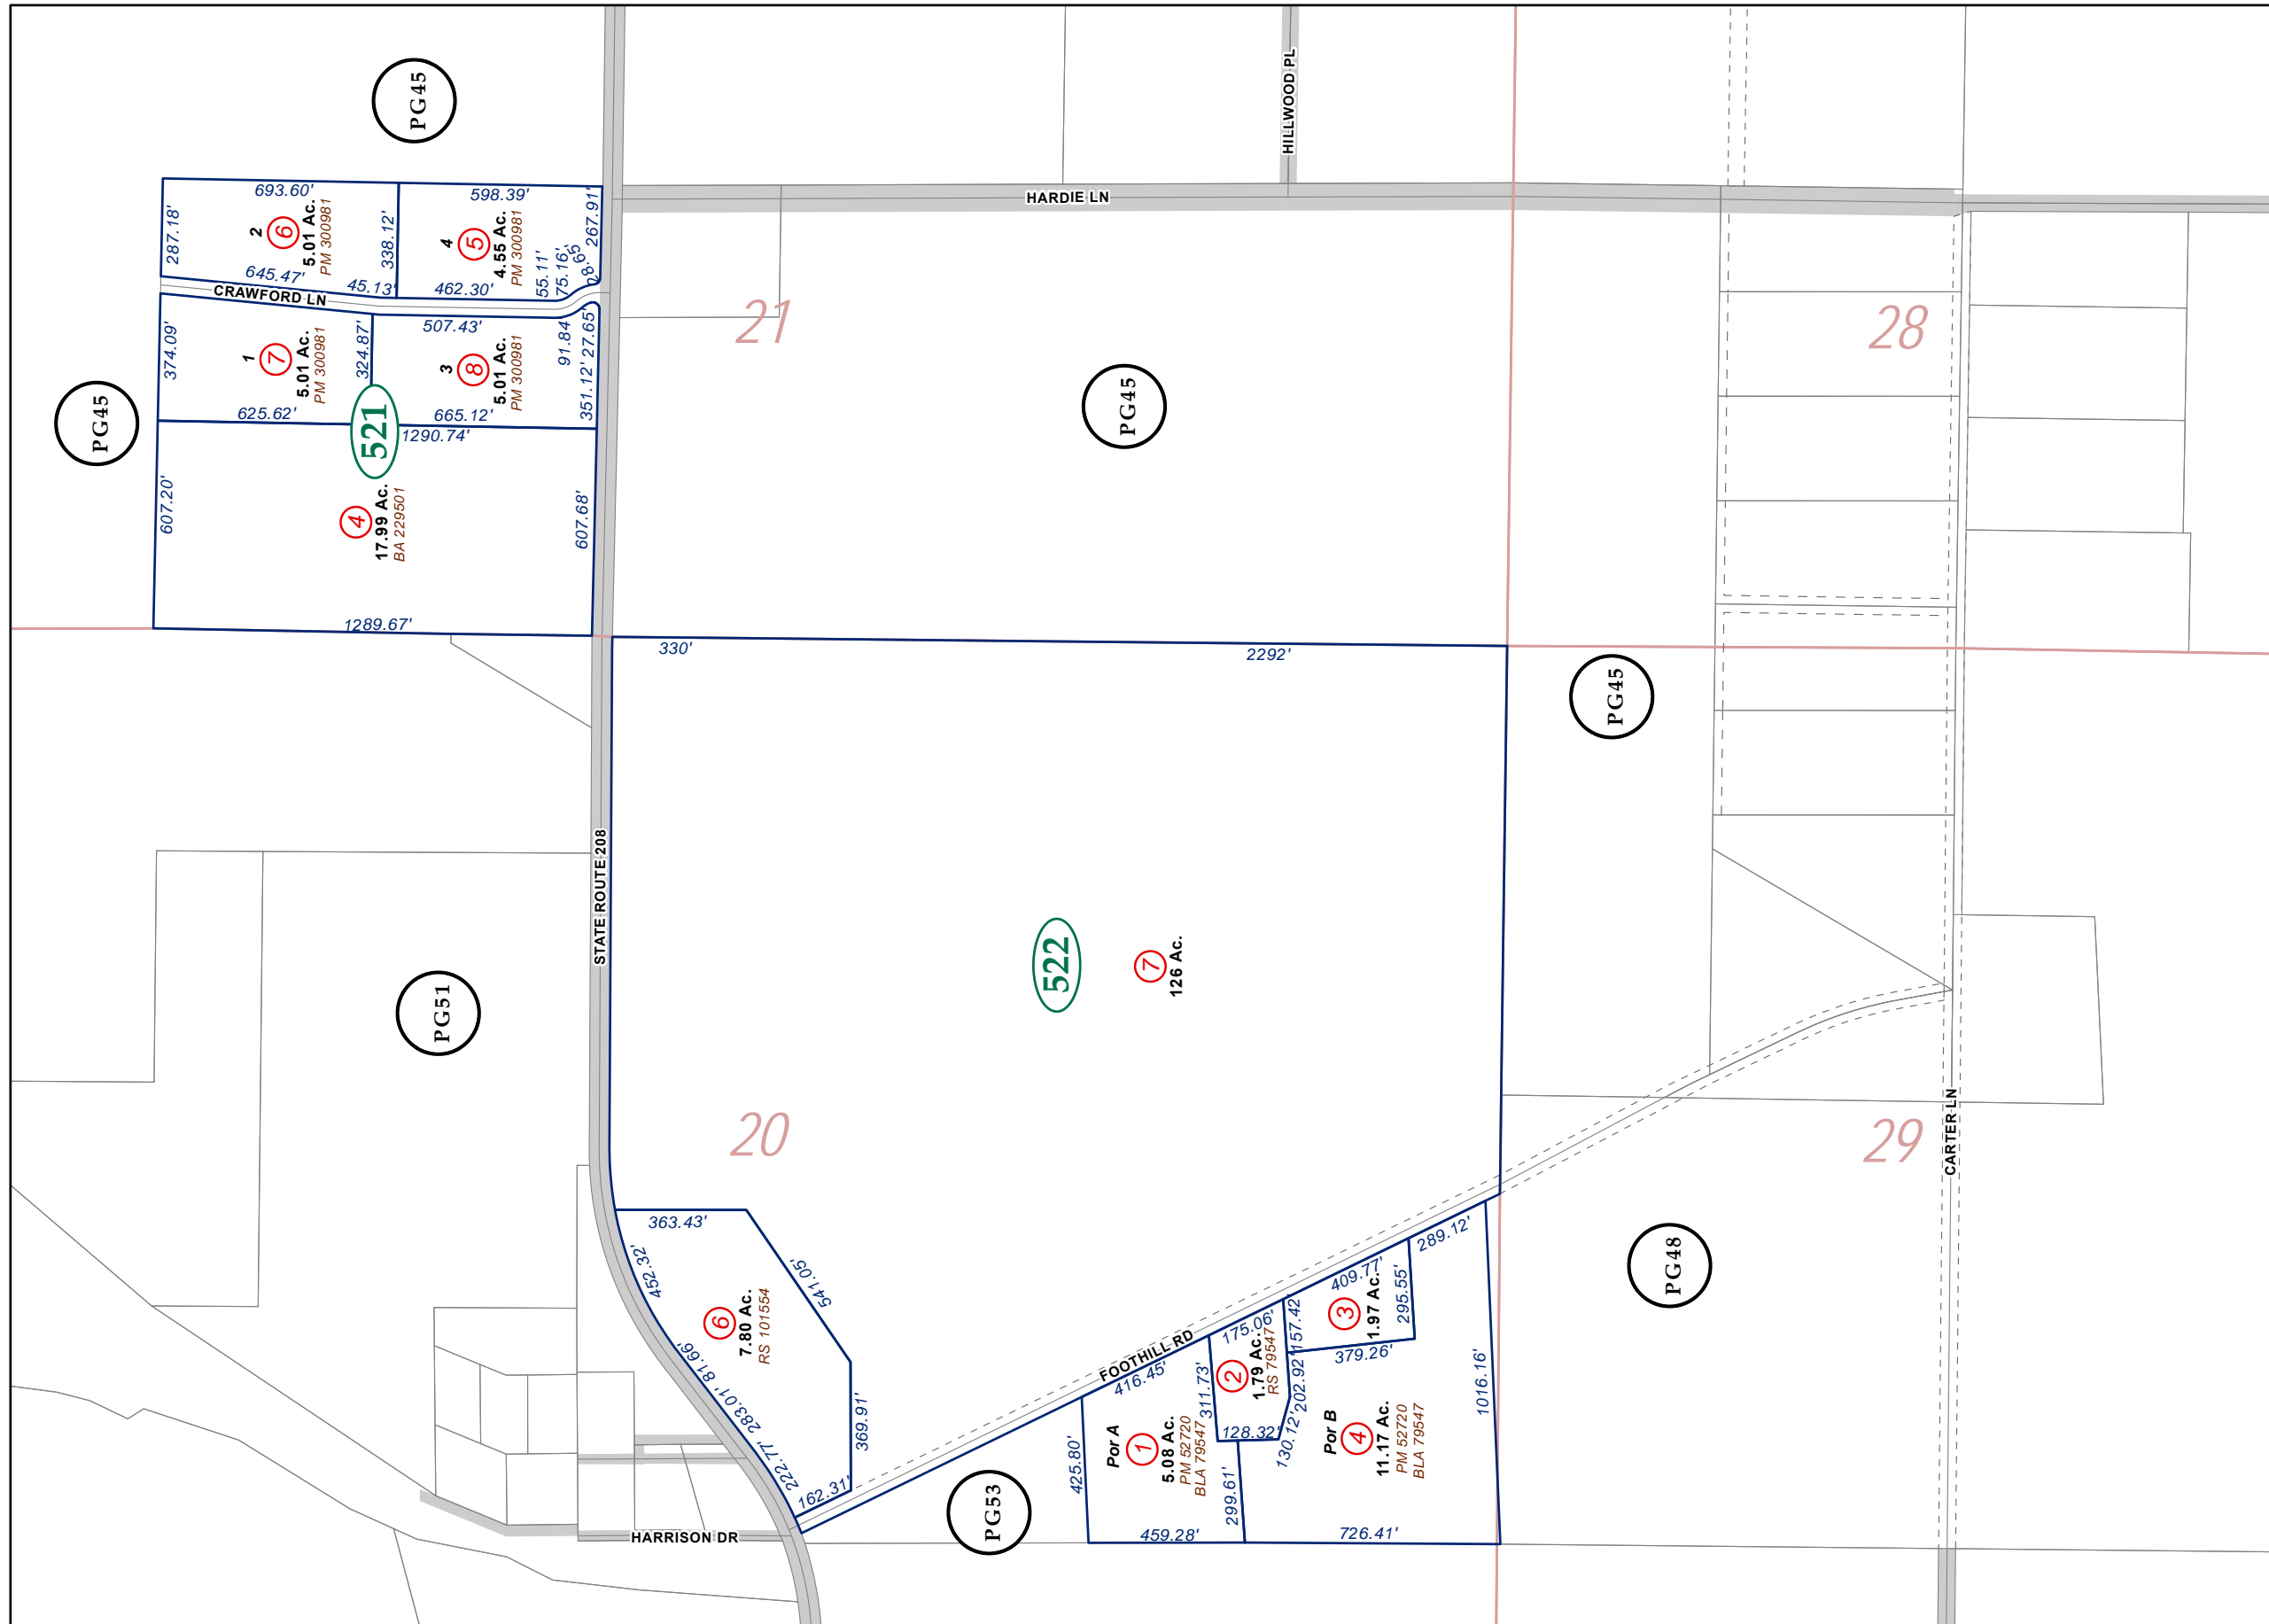 PG45
HILLWOOD PL
HARDIE LN
693.60'
598.39'
287.18'
2
6
5.01 Ac.
PM 300981
338.12'
4
5
4.55 Ac.
PM 300981
267.91'
55.11'
75.16'
645.47'
45.13'
462.30'
CRAWFORD LN
374.09'
1
7
5.01 Ac.
PM 300981
324.87'
507.43'
3
8
5.01 Ac.
PM 300981
91.84'
27.65'
351.12'
625.62'
665.12'
521
1290.74'
PG45
607.20'
4
17.99 Ac.
BA 229501
607.68'
1289.67'
21
28
PG45
330'
2292'
PG45
STATE ROUTE 208
PG51
522
7
126 Ac.
20
29
CARTER LN
363.43'
452.32'
541.05'
6
7.80 Ac.
RS 101554
81.66'
283.01'
222.77'
369.91'
162.31'
HARRISON DR
FOOTHILL RD
416.45'
175.06'
409.77'
289.12'
PG48
311.73'
2
1.79 Ac.
RS 79547
157.42'
3
1.97 Ac.
295.55'
379.26'
202.92'
128.32'
130.12'
425.80'
Por A
1
5.08 Ac.
PM 52720
BLA 79547
299.61'
Por B
4
11.17 Ac.
PM 52720
BLA 79547
1016.16'
PG53
459.28'
726.41'